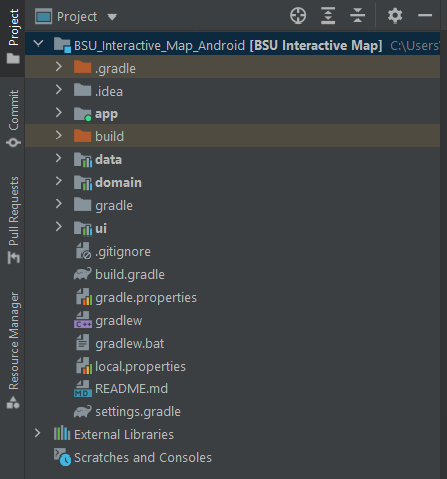 Project
Project
Commit
Pull Requests
Resource Manager
BSU_Interactive_Map_Android [BSU Interactive Map] C:\Users
.gradle
.idea
app
build
data
domain
gradle
ui
.gitignore
build.gradle
gradle.properties
C++
gradlew
gradlew.bat
local.properties
MD
README.md
settings.gradle
External Libraries
Scratches and Consoles